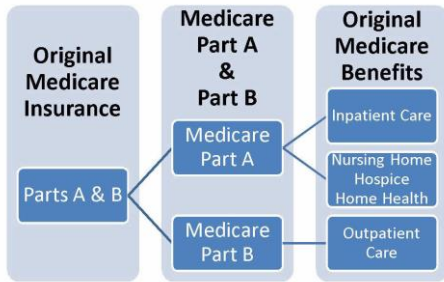 Original
Medicare
Insurance
Parts A & B
Medicare
Part A
&
Part B
Medicare
Part A
Medicare
Part B
Original
Medicare
Benefits
Inpatient Care
Nursing Home
Hospice
Home Health
Outpatient
Care